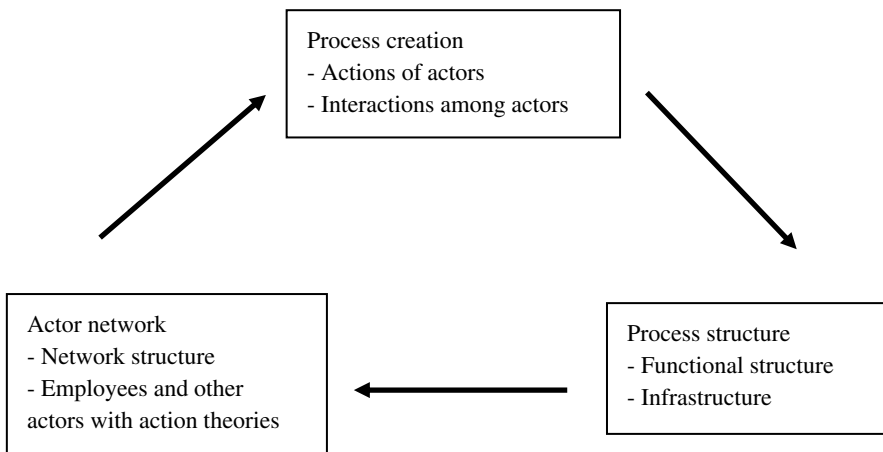 Process creation
- Actions of actors
- Interactions among actors
Actor network
- Network structure
- Employees and other
actors with action theories
Process structure
- Functional structure
- Infrastructure